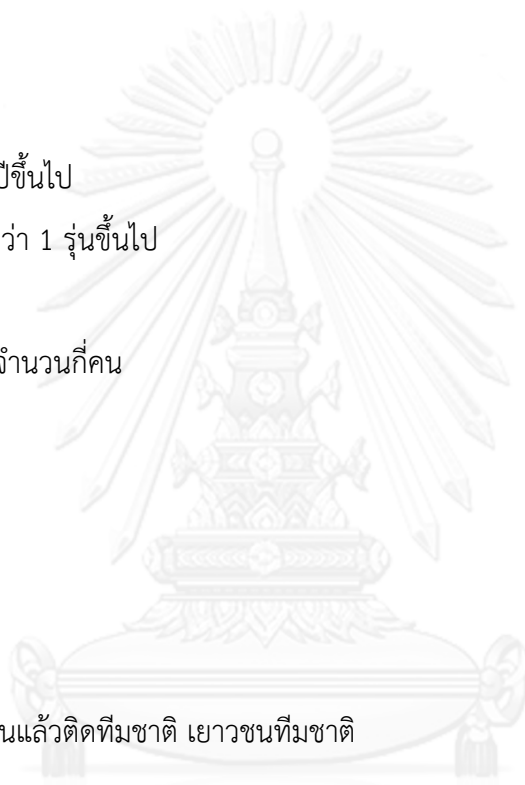 ปีขึ้นไป
ว่า 1 รุ่นขึ้นไป
จำนวนกี่คน
นแล้วติดทีมชาติ เยาวชนทีมชาติ